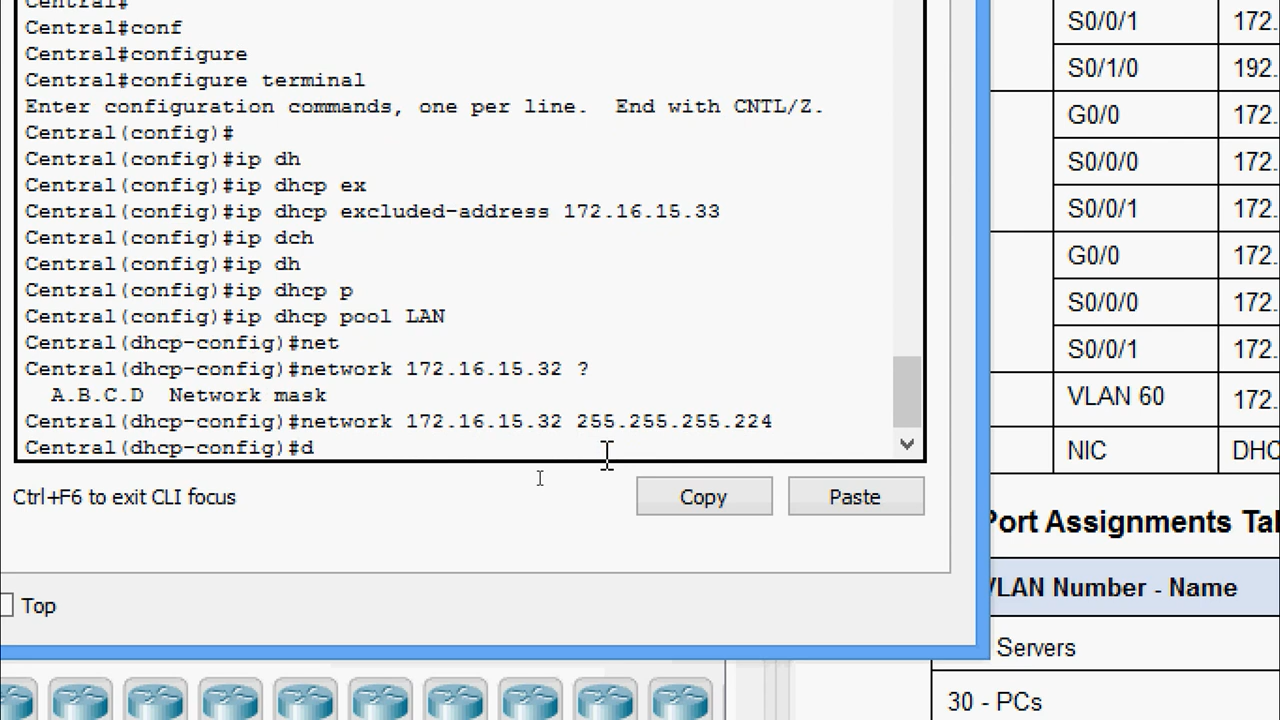 Central#
Central#conf
Central#configure
Central#configure terminal
Enter configuration commands, one per line.  End with CNTL/Z.
Central(config)#
Central(config)#ip dh
Central(config)#ip dhcp ex
Central(config)#ip dhcp excluded-address 172.16.15.33
Central(config)#ip dch
Central(config)#ip dh
Central(config)#ip dhcp p
Central(config)#ip dhcp pool LAN
Central(dhcp-config)#net
Central(dhcp-config)#network 172.16.15.32 ?
  A.B.C.D  Network mask
Central(dhcp-config)#network 172.16.15.32 255.255.255.224
Central(dhcp-config)#d
Ctrl+F6 to exit CLI focus
Copy
Paste
Top
S0/0/1 172.
S0/1/0 192.
G0/0 172.
S0/0/0 172.
S0/0/1 172.
G0/0 172.
S0/0/0 172.
S0/0/1 172.
VLAN 60 172.
NIC DHC
Port Assignments Tal
VLAN Number - Name
Servers
30 - PCs